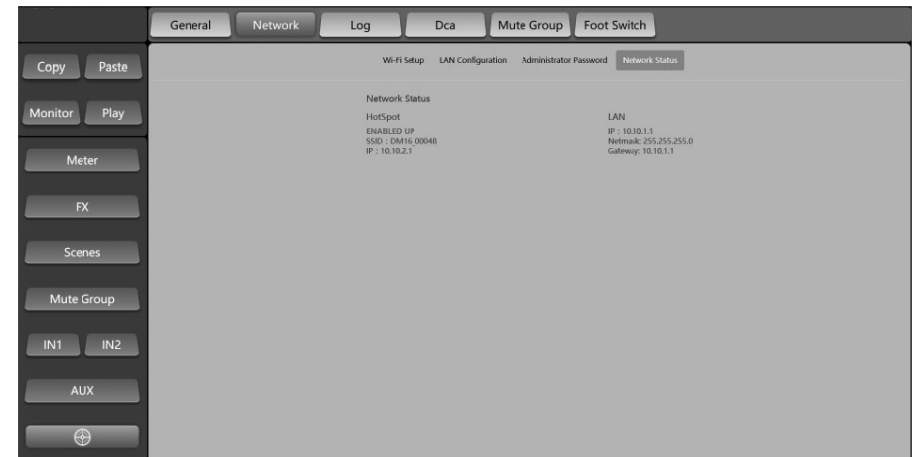 General Network Log Dca Mute Group Foot Switch
Copy Paste
Wi-Fi Setup LAN Configuration Administrator Password Network Status
Monitor Play
Network Status
HotSpot
ENABLED UP
SSID : DM16_00048
IP : 10.10.2.1
LAN
IP : 10.10.1.1
Netmask: 255.255.255.0
Gateway: 10.10.1.1
Meter
FX
Scenes
Mute Group
IN1 IN2
AUX